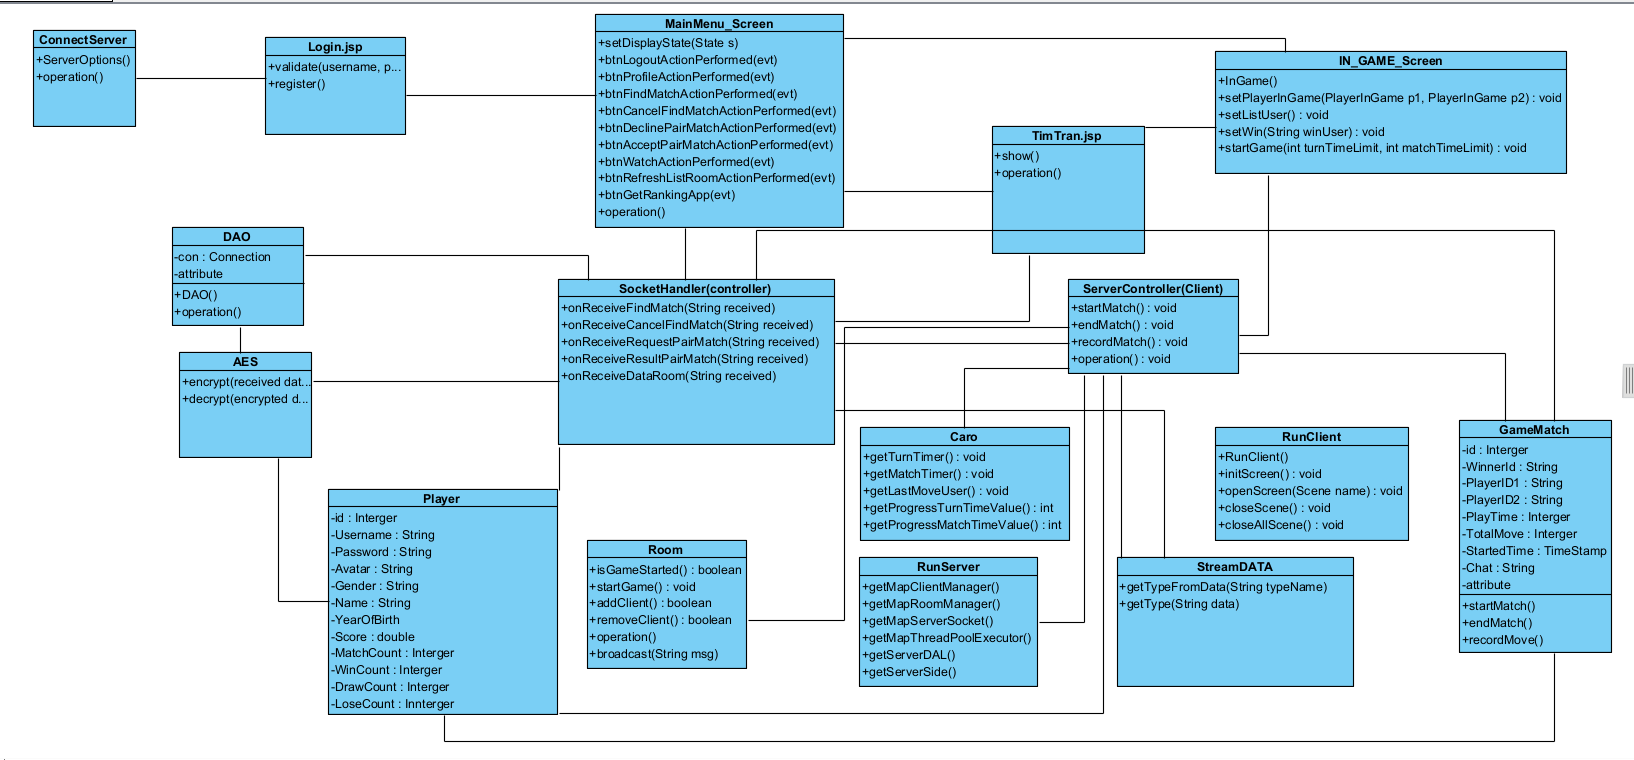 ConnectServer
+ServerOptions()
+operation()
Login.jsp
+validate(username, p...
+register()
MainMenu_Screen
+setDisplayState(State s)
+btnLogoutActionPerformed(evt)
+btnProfileActionPerformed(evt)
+btnFindMatchActionPerformed(evt)
+btnCancelFindMatchActionPerformed(evt)
+btnDeclinePairMatchActionPerformed(evt)
+btnAcceptPairMatchActionPerformed(evt)
+btnWatchActionPerformed(evt)
+btnRefreshListRoomActionPerformed(evt)
+btnGetRankingApp(evt)
+operation()
IN_GAME_Screen
+InGame()
+setPlayerInGame(PlayerInGame p1, PlayerInGame p2) : void
+setListUser() : void
+setWin(String winUser) : void
+startGame(int turnTimeLimit, int matchTimeLimit) : void
TimTran.jsp
+show()
+operation()
DAO
-con : Connection
-attribute
+DAO()
+operation()
AES
+encrypt(received dat...
+decrypt(encrypted d...
SocketHandler(controller)
+onReceiveFindMatch(String received)
+onReceiveCancelFindMatch(String received)
+onReceiveRequestPairMatch(String received)
+onReceiveResultPairMatch(String received)
+onReceiveDataRoom(String received)
ServerController(Client)
+startMatch() : void
+endMatch() : void
+recordMatch() : void
+operation() : void
Caro
+getTurnTimer() : void
+getMatchTimer() : void
+getLastMoveUser() : void
+getProgressTurnTimeValue() : int
+getProgressMatchTimeValue() : int
RunClient
+RunClient()
+initScreen() : void
+openScreen(Scene name) : void
+closeScene() : void
+closeAllScene() : void
GameMatch
-id : Interger
-WinnerId : String
-PlayerID1 : String
-PlayerID2 : String
-PlayTime : Interger
-TotalMove : Interger
-StartedTime : TimeStamp
-Chat : String
-attribute
+startMatch()
+endMatch()
+recordMove()
Player
-id : Interger
-Username : String
-Password : String
-Avatar : String
-Gender : String
-Name : String
-YearOfBirth
-Score : double
-MatchCount : Interger
-WinCount : Interger
-DrawCount : Interger
-LoseCount : Innterger
Room
+isGameStarted() : boolean
+startGame() : void
+addClient() : boolean
+removeClient() : boolean
+operation()
+broadcast(String msg)
RunServer
+getMapClientManager()
+getMapRoomManager()
+getMapServerSocket()
+getMapThreadPoolExecutor()
+getServerDAL()
+getServerSide()
StreamDATA
+getTypeFromData(String typeName)
+getType(String data)